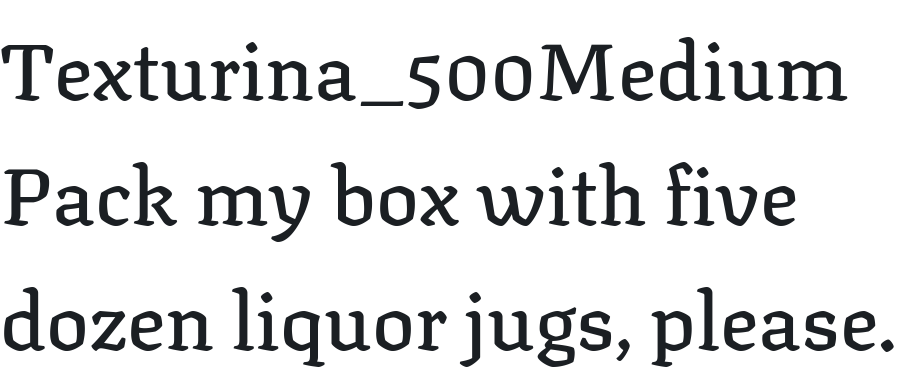 Texturina_500Medium
Pack my box with five
dozen liquor jugs, please.